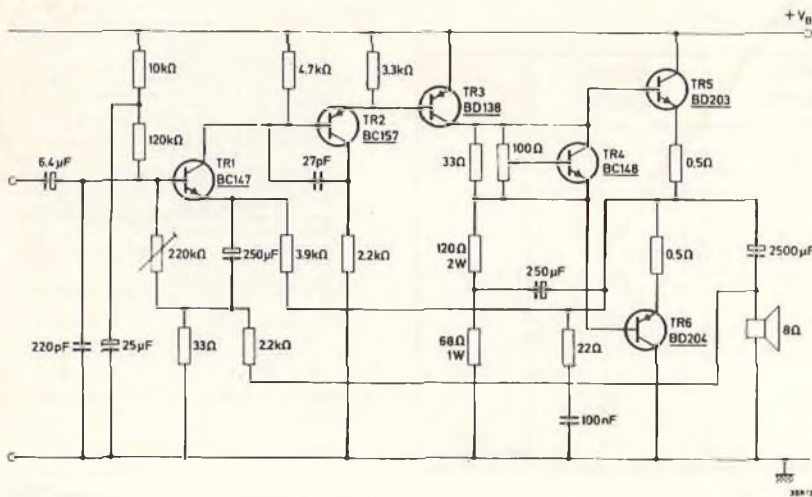 +VB
10kΩ
4.7kΩ
3.3kΩ
TR3
BD138
TR5
BD203
120kΩ
TR2
BC157
6.4µF
TR1
BC147
27pF
33Ω
100Ω
TR4
BC148
0.5Ω
220kΩ
250µF
3.9kΩ
2.2kΩ
120Ω
2W
250µF
0.5Ω
2500µF
220pF
25µF
33Ω
2.2kΩ
68Ω
1W
22Ω
TR6
BD204
8Ω
100nF